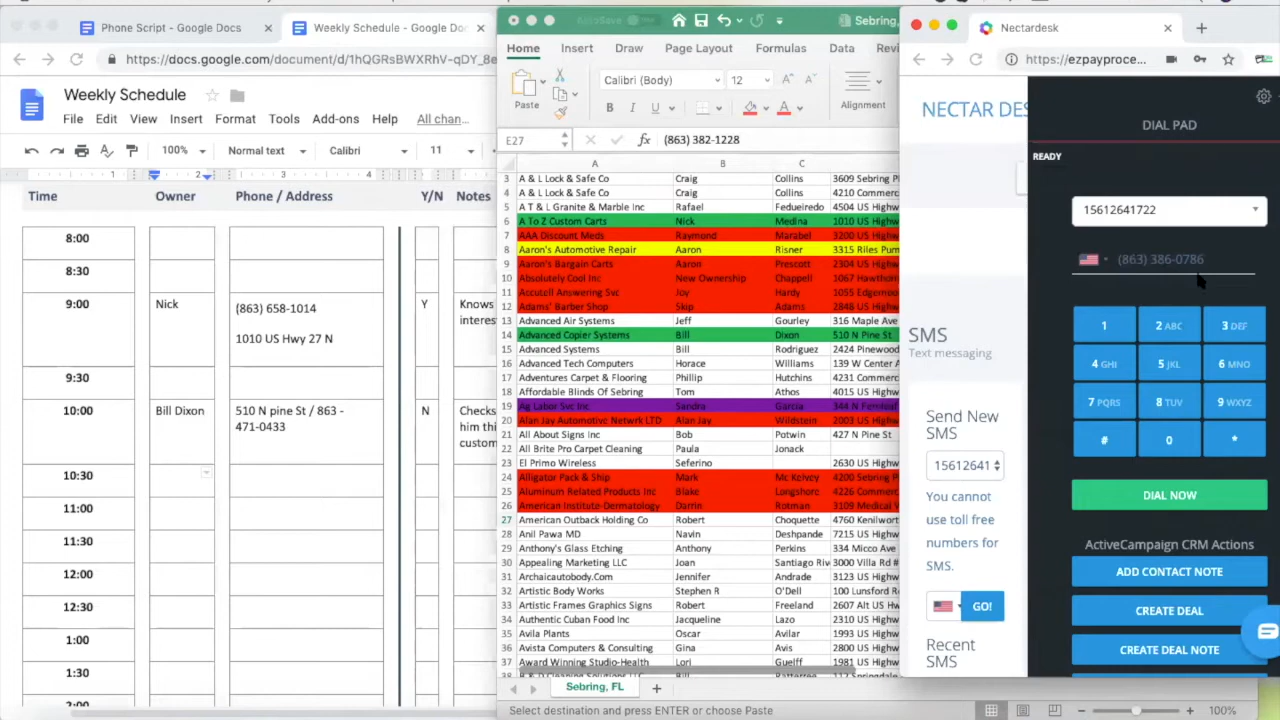 Phone Script - Google Docs
Weekly Schedule - Google Do
https://docs.google.com/document/d/1hQGRsBWXRhV-qDY_8e
Weekly Schedule
File Edit View Insert Format Tools Add-ons Help All chan...
100% Normal text Calibri 11
1 2 3 4
Time Owner Phone / Address Y/N Notes
8:00
8:30
9:00 Nick (863) 658-1014 Y Knows
interest
1010 US Hwy 27 N
9:30
10:00 Bill Dixon 510 N pine St / 863 - N Checks
471-0433 him thi
custom
10:30
11:00
11:30
12:00
12:30
1:00
1:30
2:00
AutoSave
Sebring,
Home Insert Draw Page Layout Formulas Data Revi
Paste
Calibri (Body) 12
B I U A
Alignment
E27 fx (863) 382-1228
A B C
3 A & L Lock & Safe Co Craig Collins 3609 Sebring P
4 A & L Lock & Safe Co Craig Collins 4210 Commerc
5 A T & L Granite & Marble Inc Rafael Fedueiredo 4504 US Highw
6 A To Z Custom Carts Nick Medina 1010 US Highw
7 AAA Discount Meds Raymond Marabel 3200 US Highw
8 Aaron's Automotive Repair Aaron Risner 3315 Riles Pum
9 Aaron's Bargain Carts Aaron Prescott 2304 US Highw
10 Absolutely Cool Inc New Ownership Chappell 1067 Hawtho
11 Accutell Answering Svc Joy Hardy 1055 Edgemoo
12 Adams' Barber Shop Skip Adams 2848 US Highw
13 Advanced Air Systems Jeff Gourley 316 Maple Ave
14 Advanced Copier Systems Bill Dixon 510 N Pine St
15 Advanced Systems Bill Rodriguez 2424 Pinewood
16 Advanced Tech Computers Horace Williams 139 W Center A
17 Adventures Carpet & Flooring Phillip Hutchins 4231 Commerc
18 Affordable Blinds Of Sebring Tom Athos 4015 US Highw
19 Ag Labor Svc Inc Sandra Garcia 344 N Fernleaf
20 Alan Jay Automotive Netwrk LTD Alan Jay Wildstein 2003 US Highw
21 All About Signs Inc Bob Potwin 427 N Pine St
22 All Brite Pro Carpet Cleaning Paula Jonack
23 El Primo Wireless Seferino 2630 US Highw
24 Alligator Pack & Ship Mark Mc Kelvey 4200 Sebring P
25 Aluminum Related Products Inc Blake Longshore 4226 Commerc
26 American Institute-Dermatology Darrin Rotman 3109 Medical
27 American Outback Holding Co Robert Choquette 4760 Kenilwort
28 Anil Pawa MD Navin Deshpande 7215 US Highw
29 Anthony's Glass Etching Anthony Perkins 334 Micco Ave
30 Appealing Marketing LLC Joan Santiago Riv 3000 Villa Rd #
31 Archaicautobody.Com Jennifer Andrade 3123 US Highw
32 Artistic Body Works Stephen R O'Dell 100 Lunsford R
33 Artistic Frames Graphics Signs Robert Freeland 2607 Alt US Hw
34 Authentic Cuban Food Inc Jacqueline Lazo 2310 US Highw
35 Avila Plants Oscar Avilar 1993 US Highw
36 Avista Computers & Consulting Gina Avis 2800 US Highw
37 Award Winning Studio-Health Lori Guelff 1981 US Highw
Sebring, FL
Select destination and press ENTER or choose Paste
100%
Nectardesk
https://ezpayproce...
NECTAR DES
DIAL PAD
READY
15612641722
(863) 386-0786
1 2 ABC 3 DEF
4 GHI 5 JKL 6 MNO
7 PQRS 8 TUV 9 WXYZ
# 0 *
DIAL NOW
ActiveCampaign CRM Actions
ADD CONTACT NOTE
CREATE DEAL
CREATE DEAL NOTE
SMS
Text messaging
Send New
SMS
15612641
You cannot
use toll free
numbers for
SMS.
GO!
Recent
SMS